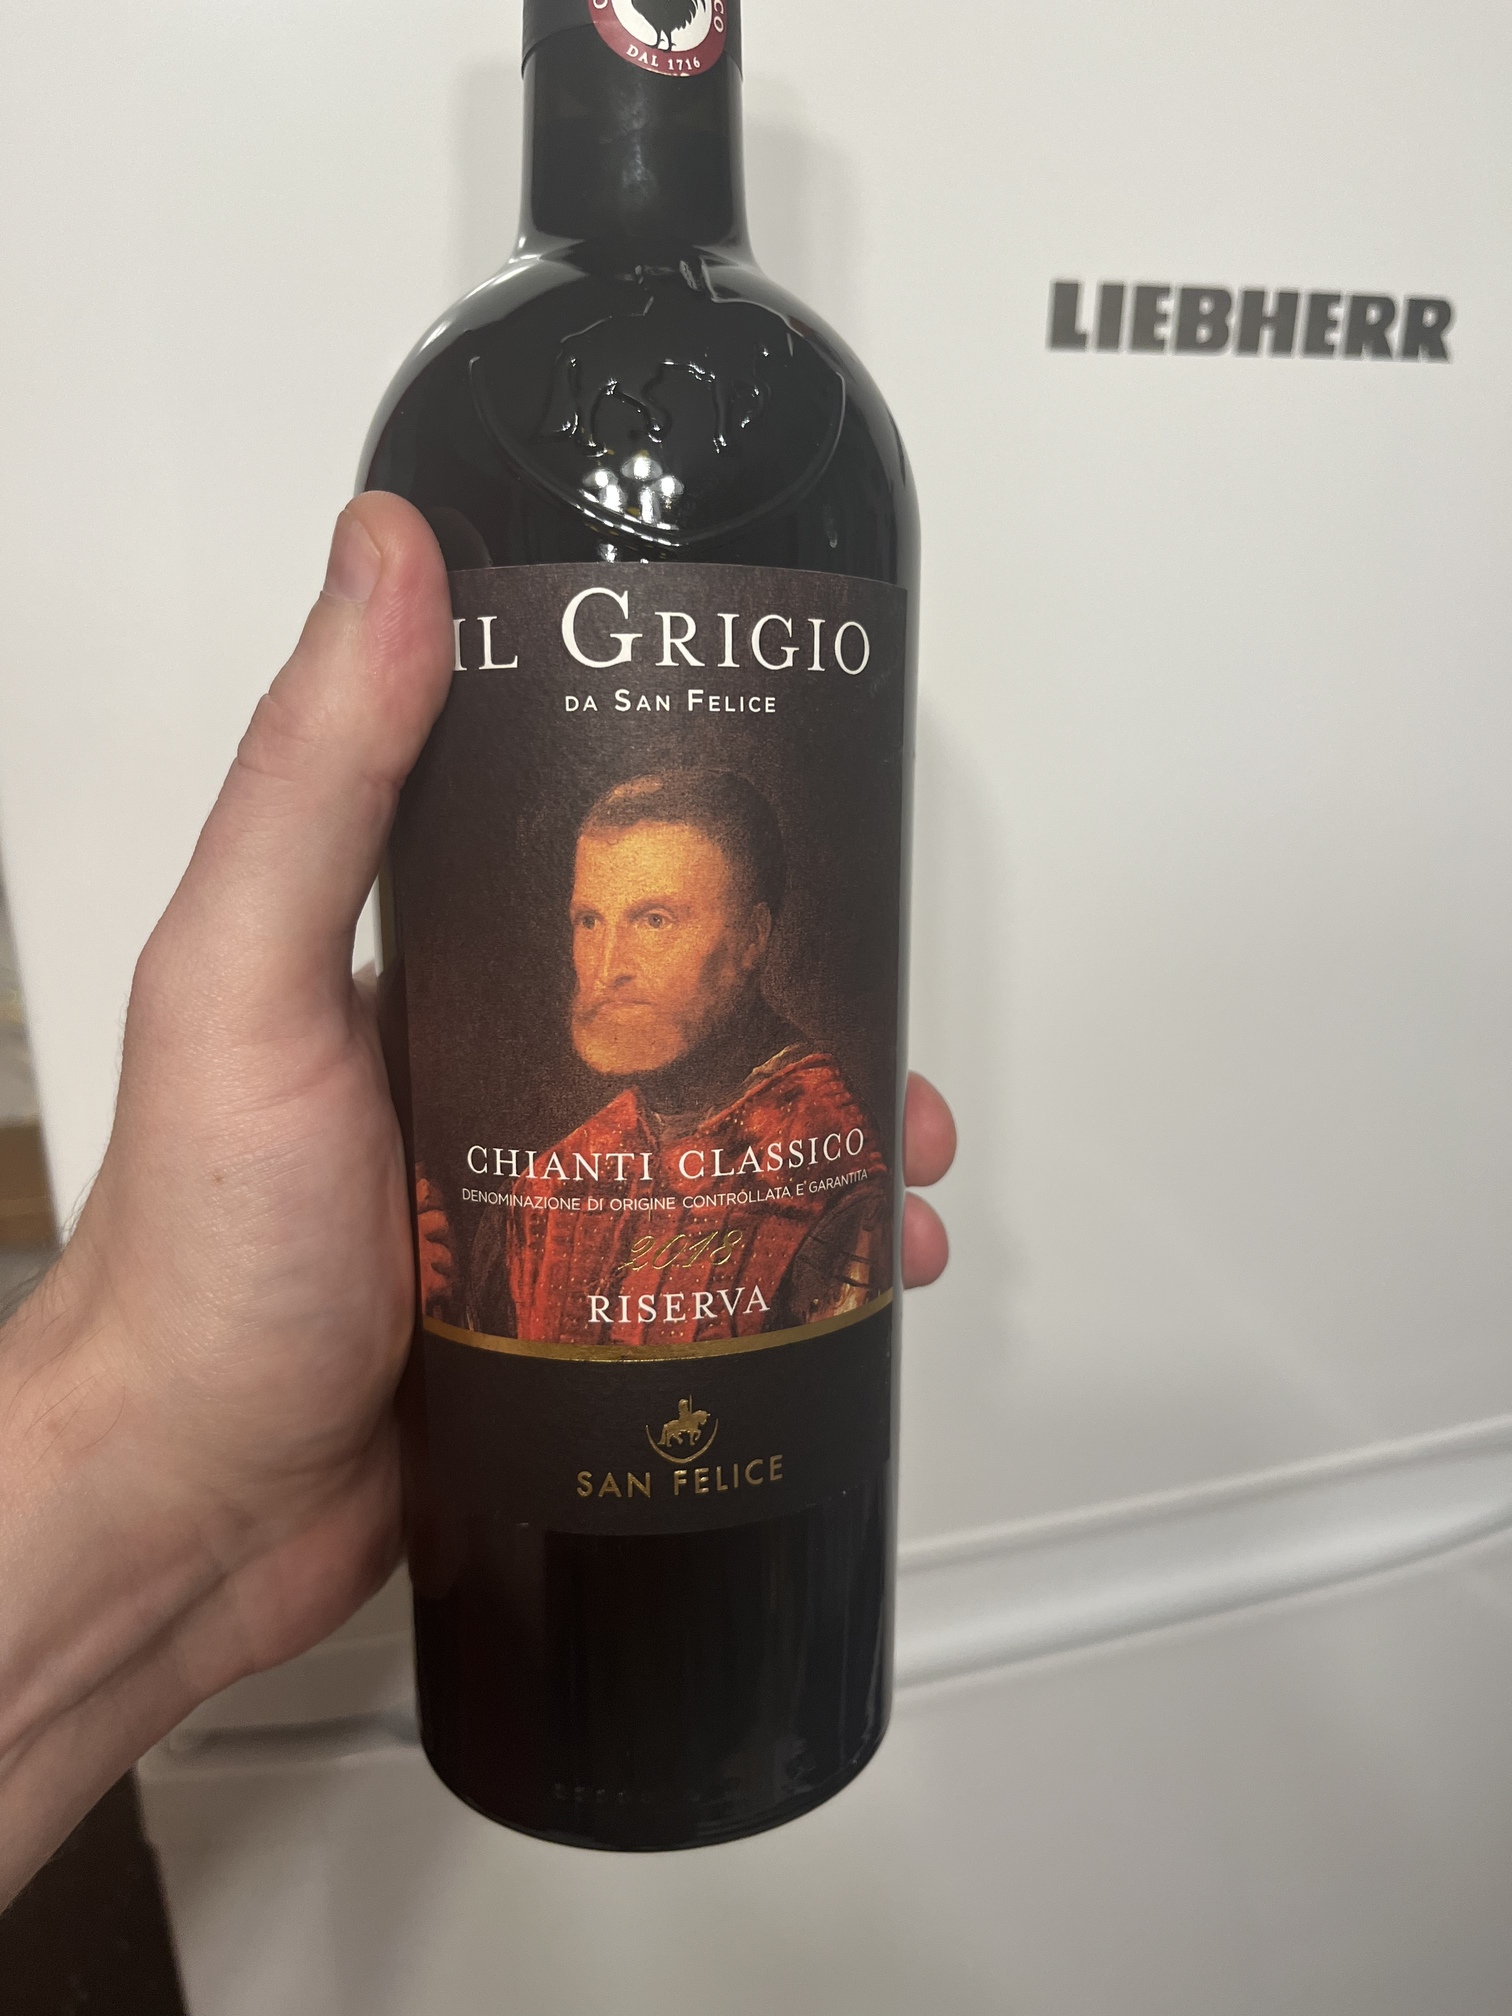 DAL 1716
LIEBHERR
IL GRIGIO
DA SAN FELICE
CHIANTI CLASSICO
DENOMINAZIONE DI ORIGINE CONTROLLATA E GARANTITA
2018
RISERVA
SAN FELICE